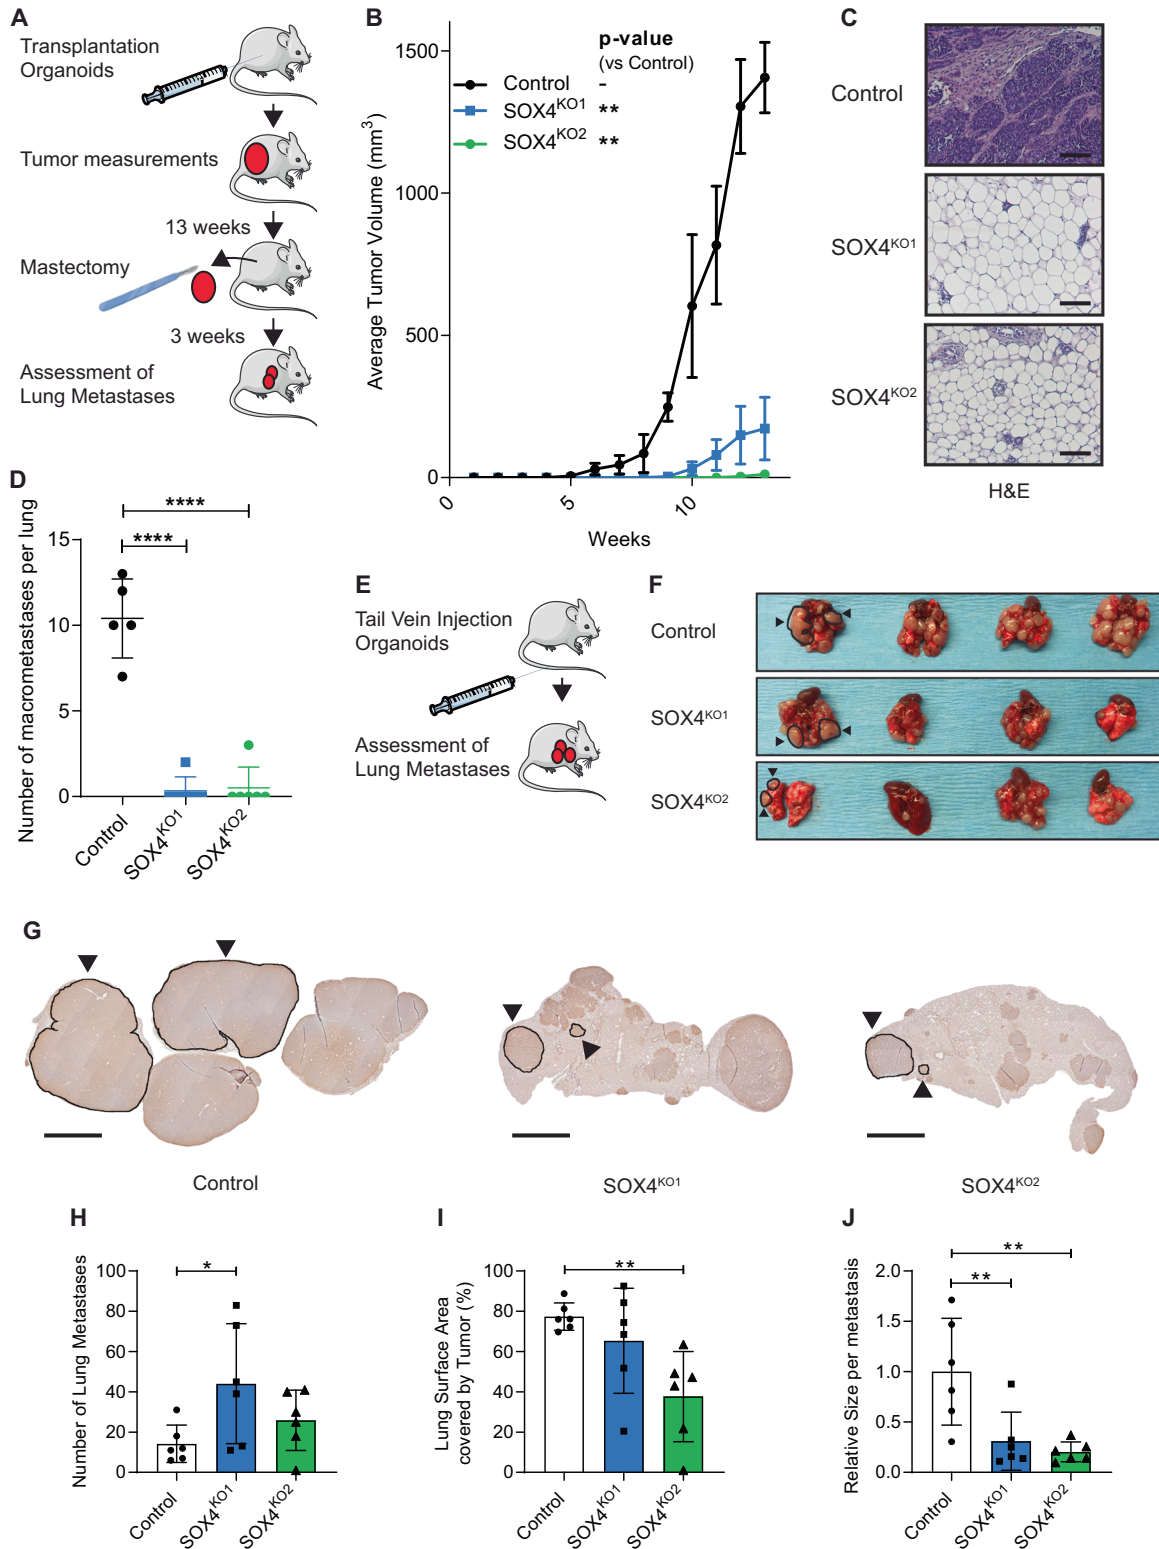 A
Transplantation
Organoids
Tumor measurements
13 weeks
Mastectomy
3 weeks
Assessment of
Lung Metastases
B
Average Tumor Volume (mm³)
1500
1000
500
0
0
5
10
Weeks
p-value
(vs Control)
Control -
SOX4KO1 **
SOX4KO2 **
C
Control
SOX4KO1
SOX4KO2
H&E
D
Number of macrometastases per lung
15
10
5
0
****
****
Control
SOX4KO1
SOX4KO2
E
Tail Vein Injection
Organoids
Assessment of
Lung Metastases
F
Control
SOX4KO1
SOX4KO2
G
Control
SOX4KO1
SOX4KO2
H
Number of Lung Metastases
100
80
60
40
20
0
*
Control
SOX4KO1
SOX4KO2
I
Lung Surface Area
covered by Tumor (%)
100
80
60
40
20
0
**
Control
SOX4KO1
SOX4KO2
J
Relative Size per metastasis
2.0
1.5
1.0
0.5
0.0
**
**
Control
SOX4KO1
SOX4KO2